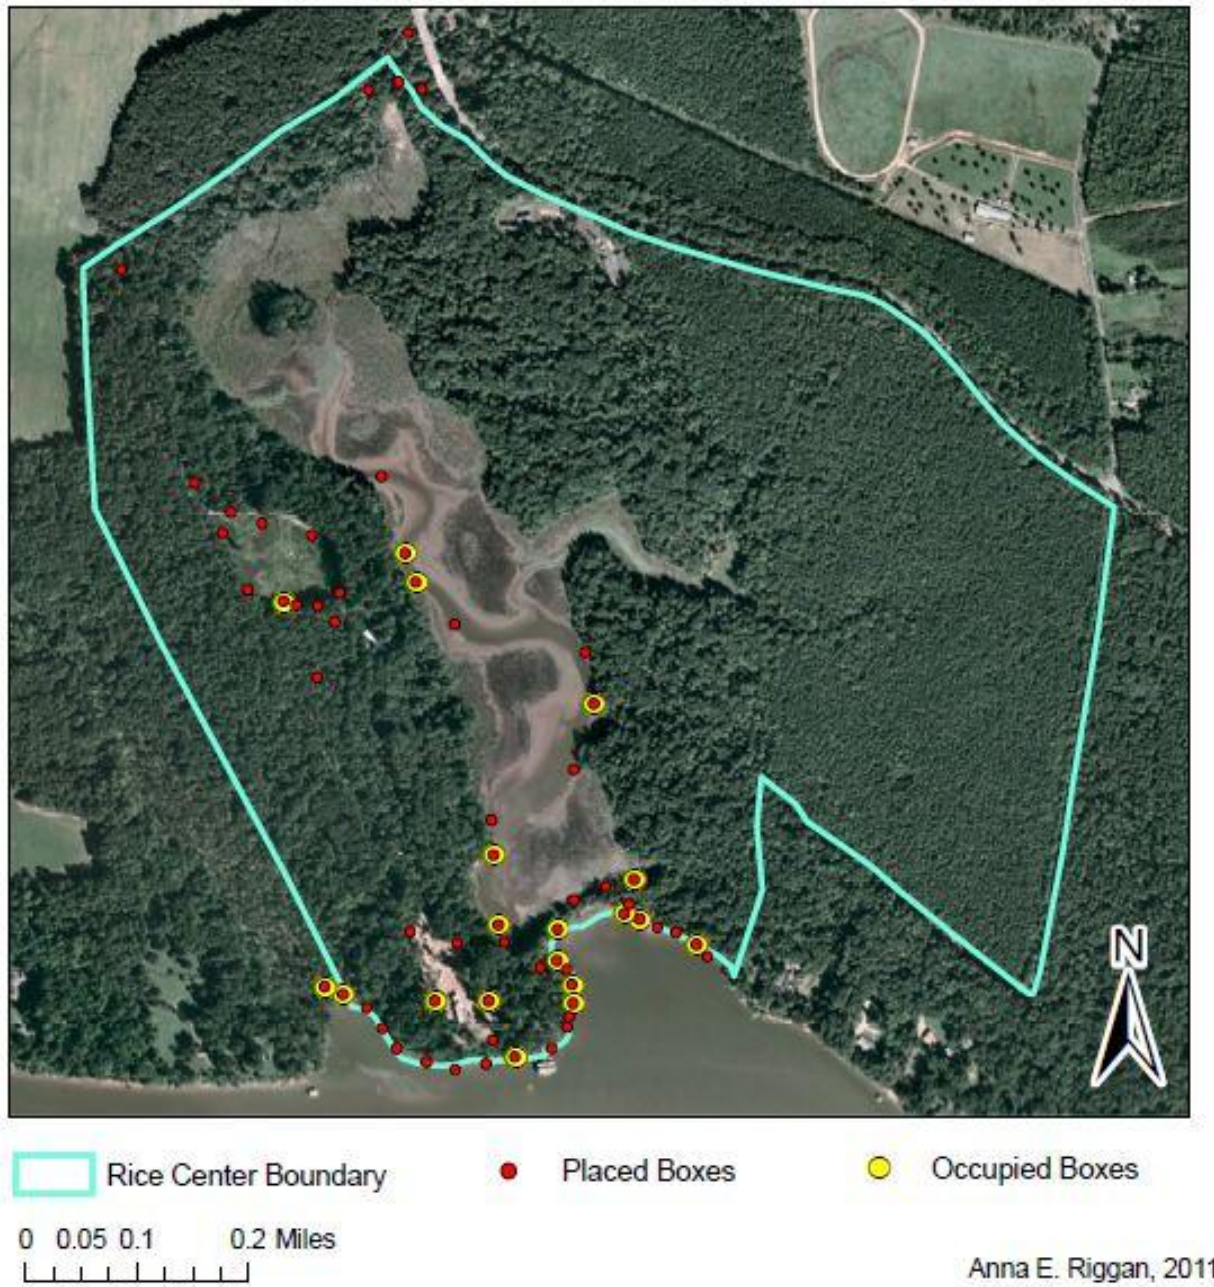 N
Rice Center Boundary Placed Boxes Occupied Boxes
0 0.05 0.1 0.2 Miles
Anna E. Riggan, 2011